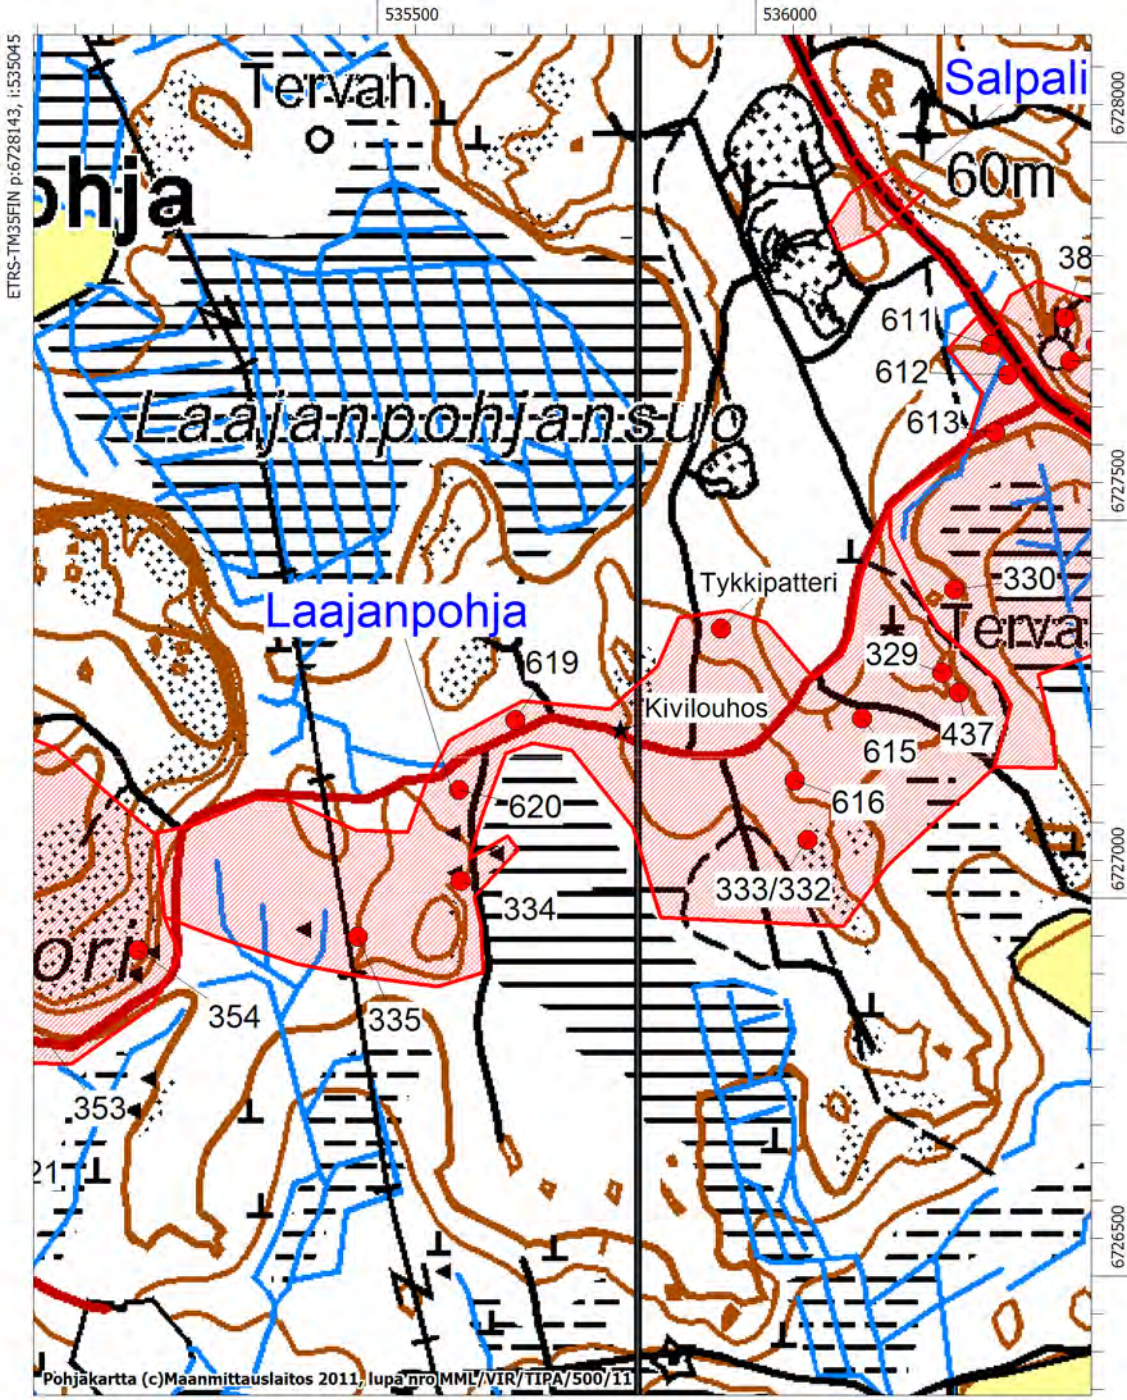 535500
536000
ETRS-TM35FIN p:6728143, i:535045
Tervah.
Salpali
6728000
ohja
60m
38
611
612
Laajanpohjansuo
613
6727500
Tykkipatteri
330
Laajanpohja
Terva
619
329
Kivilouhos
437
615
616
620
6727000
333/332
334
ori
354
335
353
21
6726500
Pohjakartta (c)Maanmittauslaitos 2011, lupa nro MML/VIR/TIPA/500/11